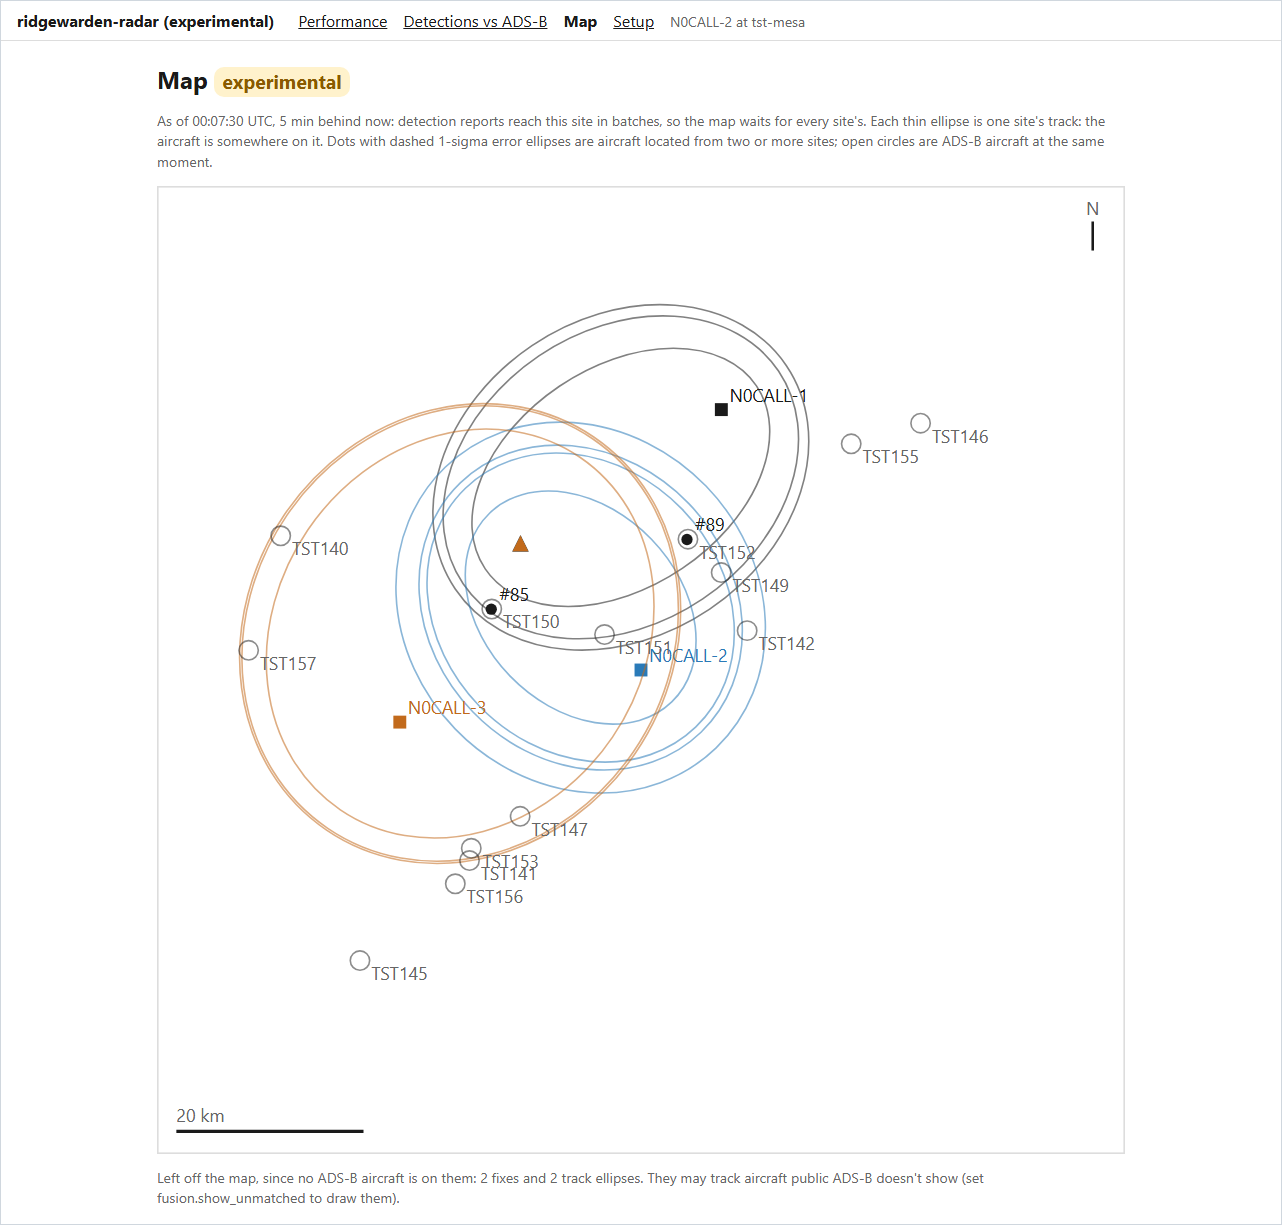 ridgewarden-radar (experimental) Performance Detections vs ADS-B Map Setup N0CALL-2 at tst-mesa
Map experimental
As of 00:07:30 UTC, 5 min behind now: detection reports reach this site in batches, so the map waits for every site's. Each thin ellipse is one site's track: the
aircraft is somewhere on it. Dots with dashed 1-sigma error ellipses are aircraft located from two or more sites; open circles are ADS-B aircraft at the same
moment.
N
N0CALL-1
TST146
TST155
#89
TST140
TST152
TST149
#85
TST150
TST142
TST151
N0CALL-2
TST157
N0CALL-3
TST147
TST153
TST141
TST156
TST145
20 km
Left off the map, since no ADS-B aircraft is on them: 2 fixes and 2 track ellipses. They may track aircraft public ADS-B doesn't show (set
fusion.show_unmatched to draw them).